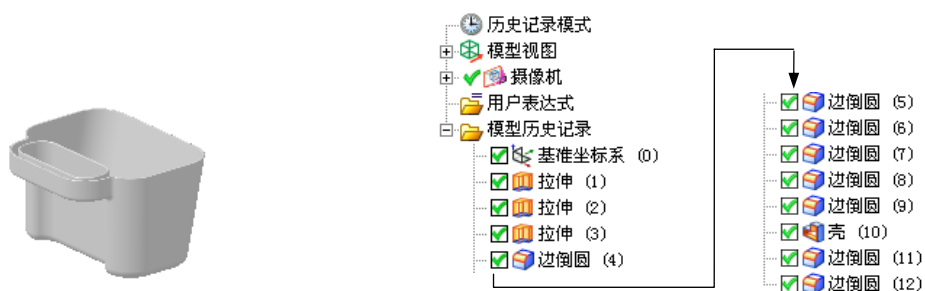 历史记录模式
模型视图
摄像机
用户表达式
模型历史记录
基准坐标系 (0)
拉伸 (1)
拉伸 (2)
拉伸 (3)
边倒圆 (4)
边倒圆 (5)
边倒圆 (6)
边倒圆 (7)
边倒圆 (8)
边倒圆 (9)
壳 (10)
边倒圆 (11)
边倒圆 (12)